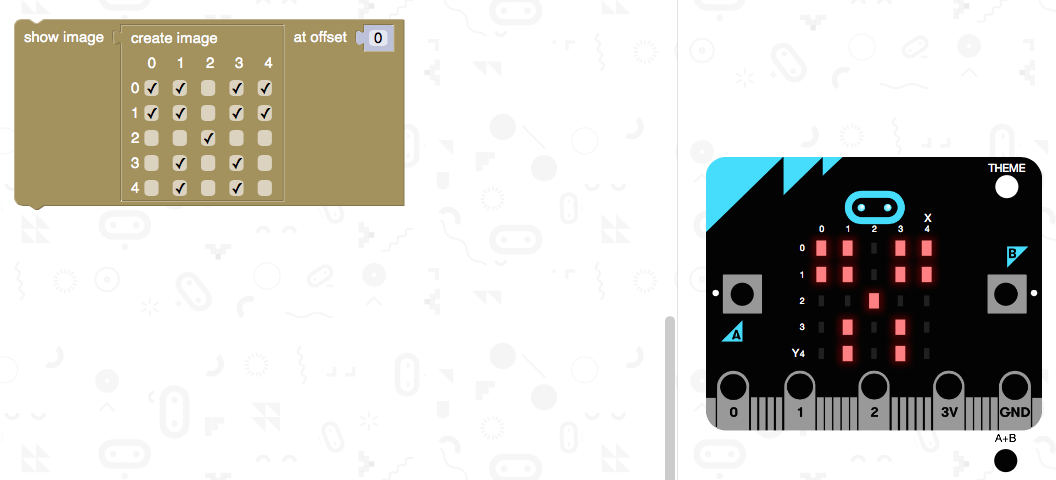 show image create image at offset 0
0 1 2 3 4
0
1
2
3
4
THEME
X
0 1 2 3 4
0
1
2
3
Y4
A
B
0 1 2 3V GND
A+B